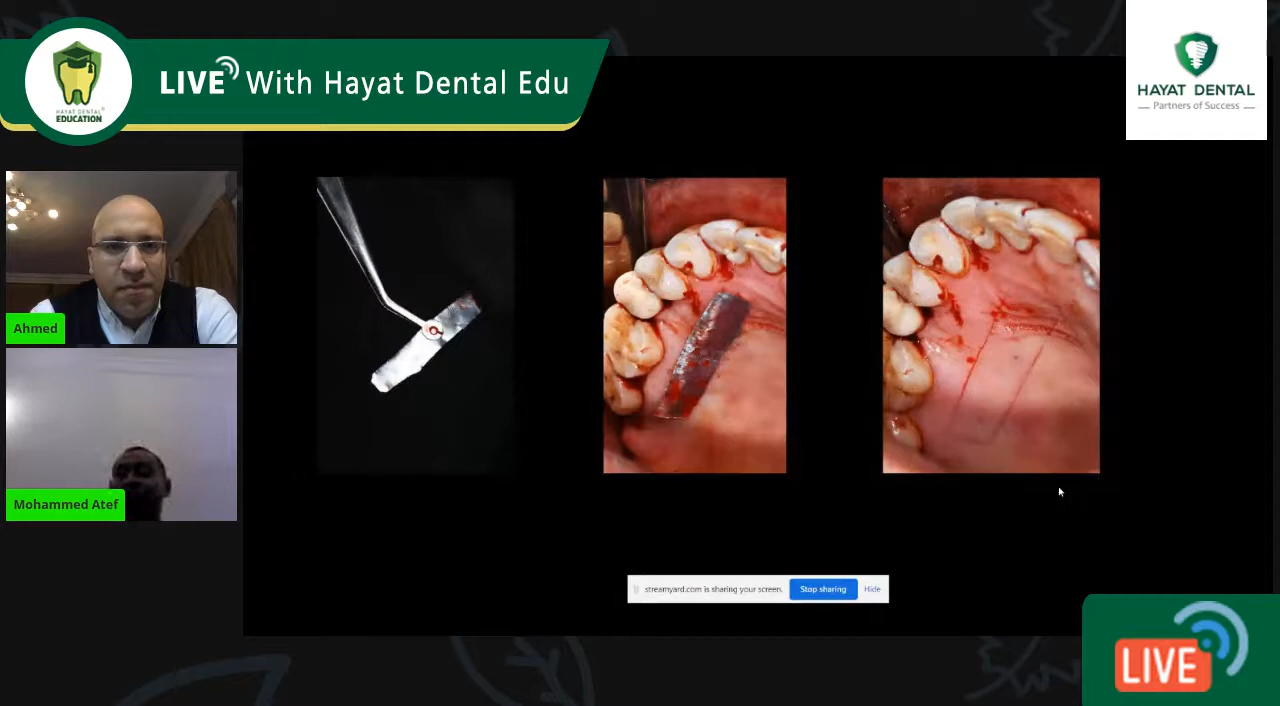 LIVE With Hayat Dental Edu
HAYAT DENTAL
EDUCATION
HAYAT DENTAL
Partners of Success
Ahmed
Mohammed Atef
streamyard.com is sharing your screen.
Stop sharing
Hide
LIVE